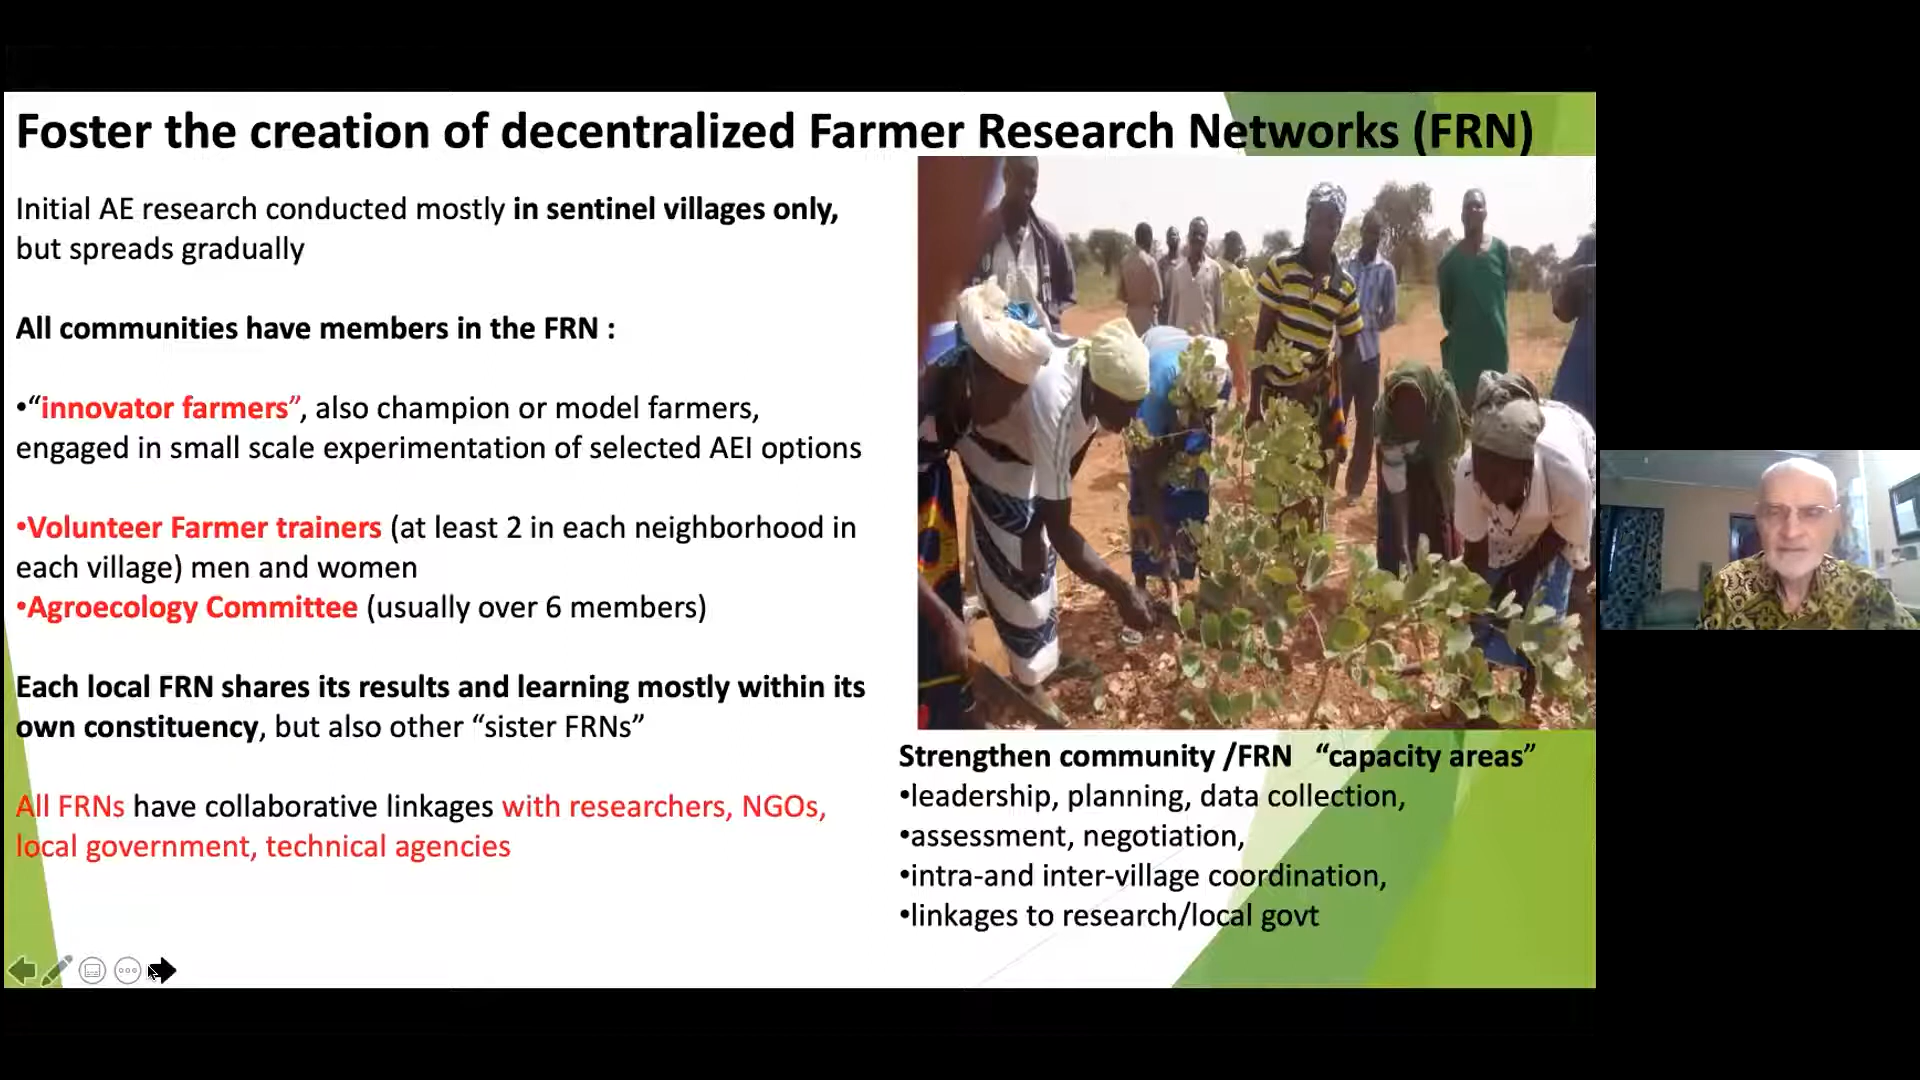 Foster the creation of decentralized Farmer Research Networks (FRN)
Initial AE research conducted mostly in sentinel villages only,
but spreads gradually
All communities have members in the FRN :
•“innovator farmers”, also champion or model farmers,
engaged in small scale experimentation of selected AEI options
•Volunteer Farmer trainers (at least 2 in each neighborhood in
each village) men and women
•Agroecology Committee (usually over 6 members)
Each local FRN shares its results and learning mostly within its
own constituency, but also other “sister FRNs”
All FRNs have collaborative linkages with researchers, NGOs,
local government, technical agencies
Strengthen community /FRN “capacity areas”
•leadership, planning, data collection,
•assessment, negotiation,
•intra-and inter-village coordination,
•linkages to research/local govt